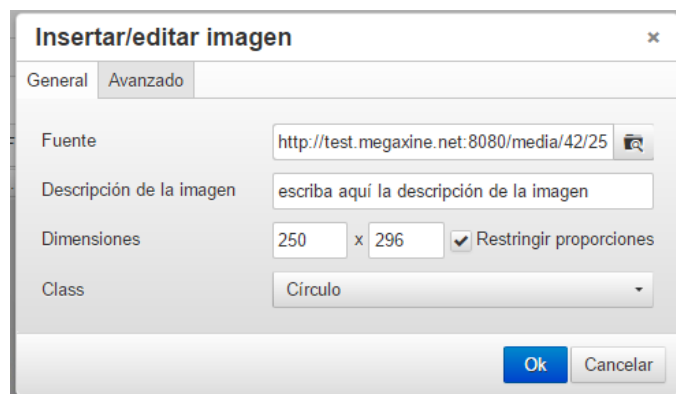 Insertar/editar imagen ×
General Avanzado
Fuente http://test.megaxine.net:8080/media/42/25
Descripción de la imagen escriba aquí la descripción de la imagen
Dimensiones 250 x 296 Restringir proporciones
Class Círculo
Ok Cancelar